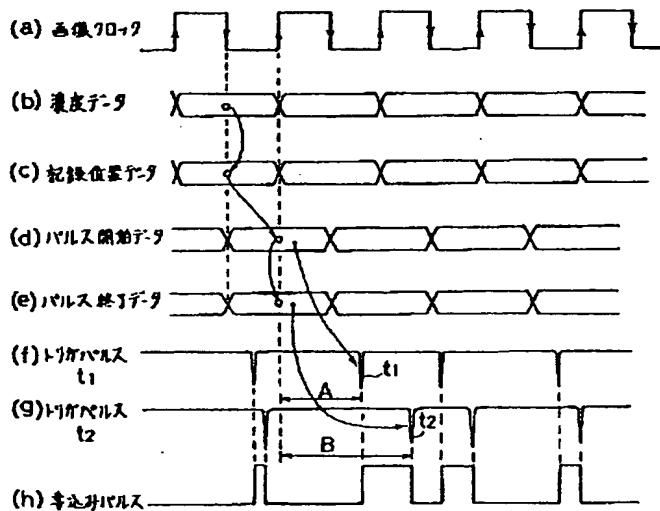 (a) 画像クロック
(b) 濃度データ
(c) 記録位置データ
(d) パルス開始データ
(e) パルス終了データ
(f) トリガパルス
t1
t1
A
(g) トリガパルス
t2
t2
B
(h) 書込みパルス